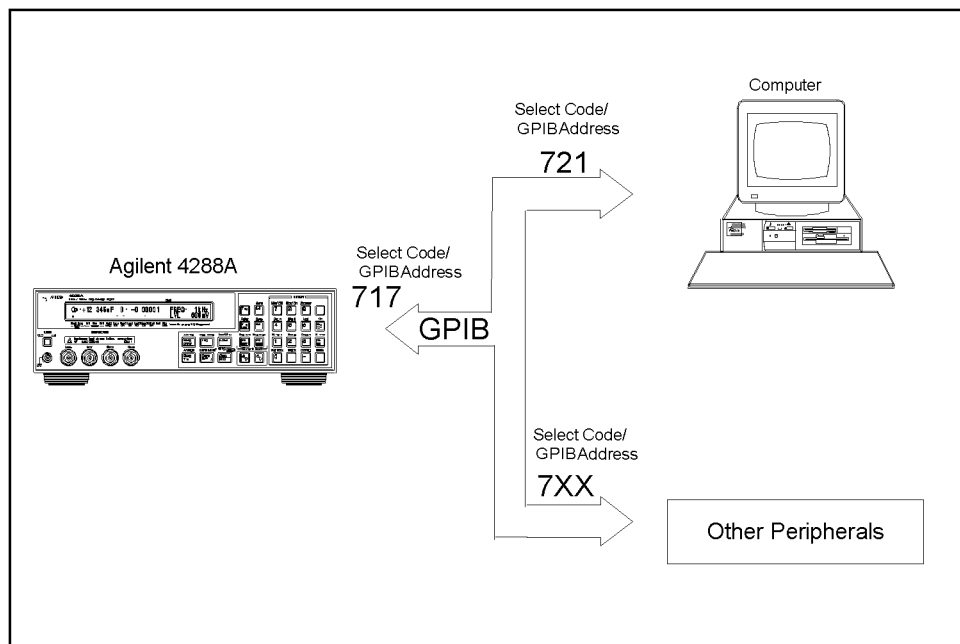 Computer
Select Code/
GPIBAddress
721
Agilent 4288A
Select Code/
GPIBAddress
717
GPIB
Select Code/
GPIBAddress
7XX
Other Peripherals